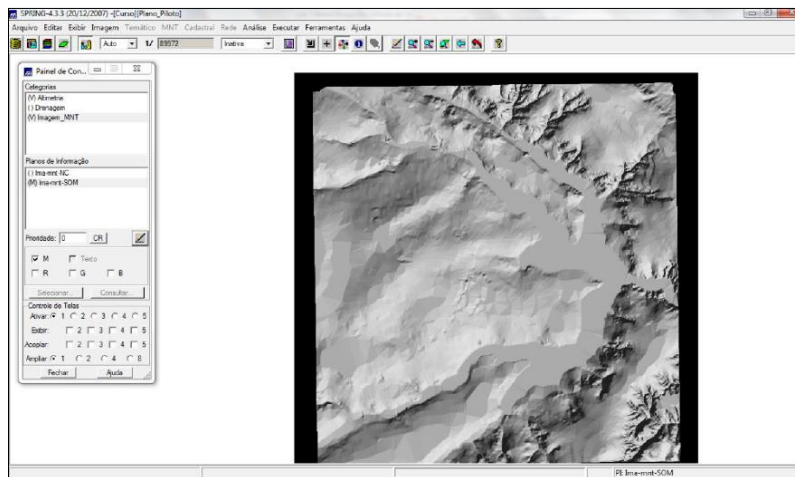 SPRING-4.3.3 (20/12/2007) -[Curso][Plano_Piloto]
Arquivo Editar Exibir Imagem Temático MNT Cadastral Rede Análise Executar Ferramentas Ajuda
Auto 1/ 89972 Inativa
Painel de Con...
Categorias
(V) Altimetria
( ) Drenagem
(V) Imagem_MNT
Planos de Informação
( ) Ima-mnt-NC
(M) Ima-mnt-SOM
Prioridade: 0 CR
M Texto
R G B
Selecionar... Consultar...
Controle de Telas
Ativar: 1 2 3 4 5
Exibir: 2 3 4 5
Acoplar: 2 3 4 5
Ampliar: 1 2 4 8
Fechar Ajuda
PI: Ima-mnt-SOM